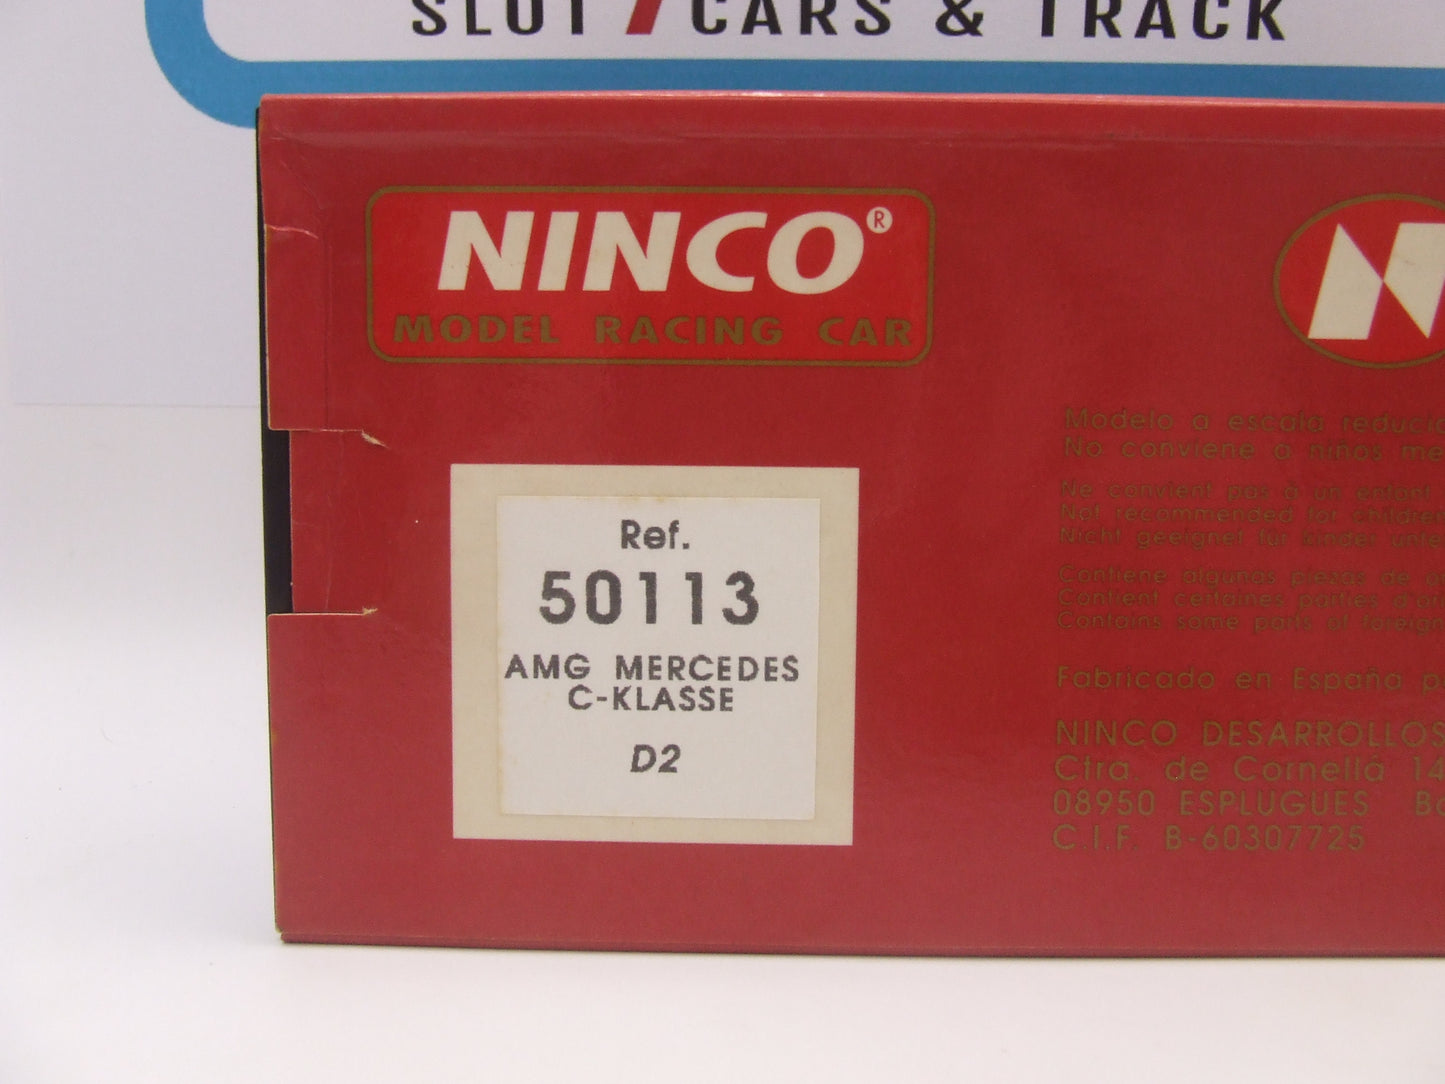 SLOT CARS & TRACK
NINCO®
MODEL RACING CAR
N
Ref.
50113
AMG MERCEDES
C-KLASSE
D2
Modelo a escala
No conviene a niños
Ne convient pas à un enfant
Not recommended for children
Nicht geeignet für kinder
Contiene algunas piezas de
Contient certaines parties
Contains some parts of foreign
Fabricado en España
NINCO DESARROLLOS
Ctra. de Cornellá 14
08950 ESPLUGUES
C.I.F. B-60307725